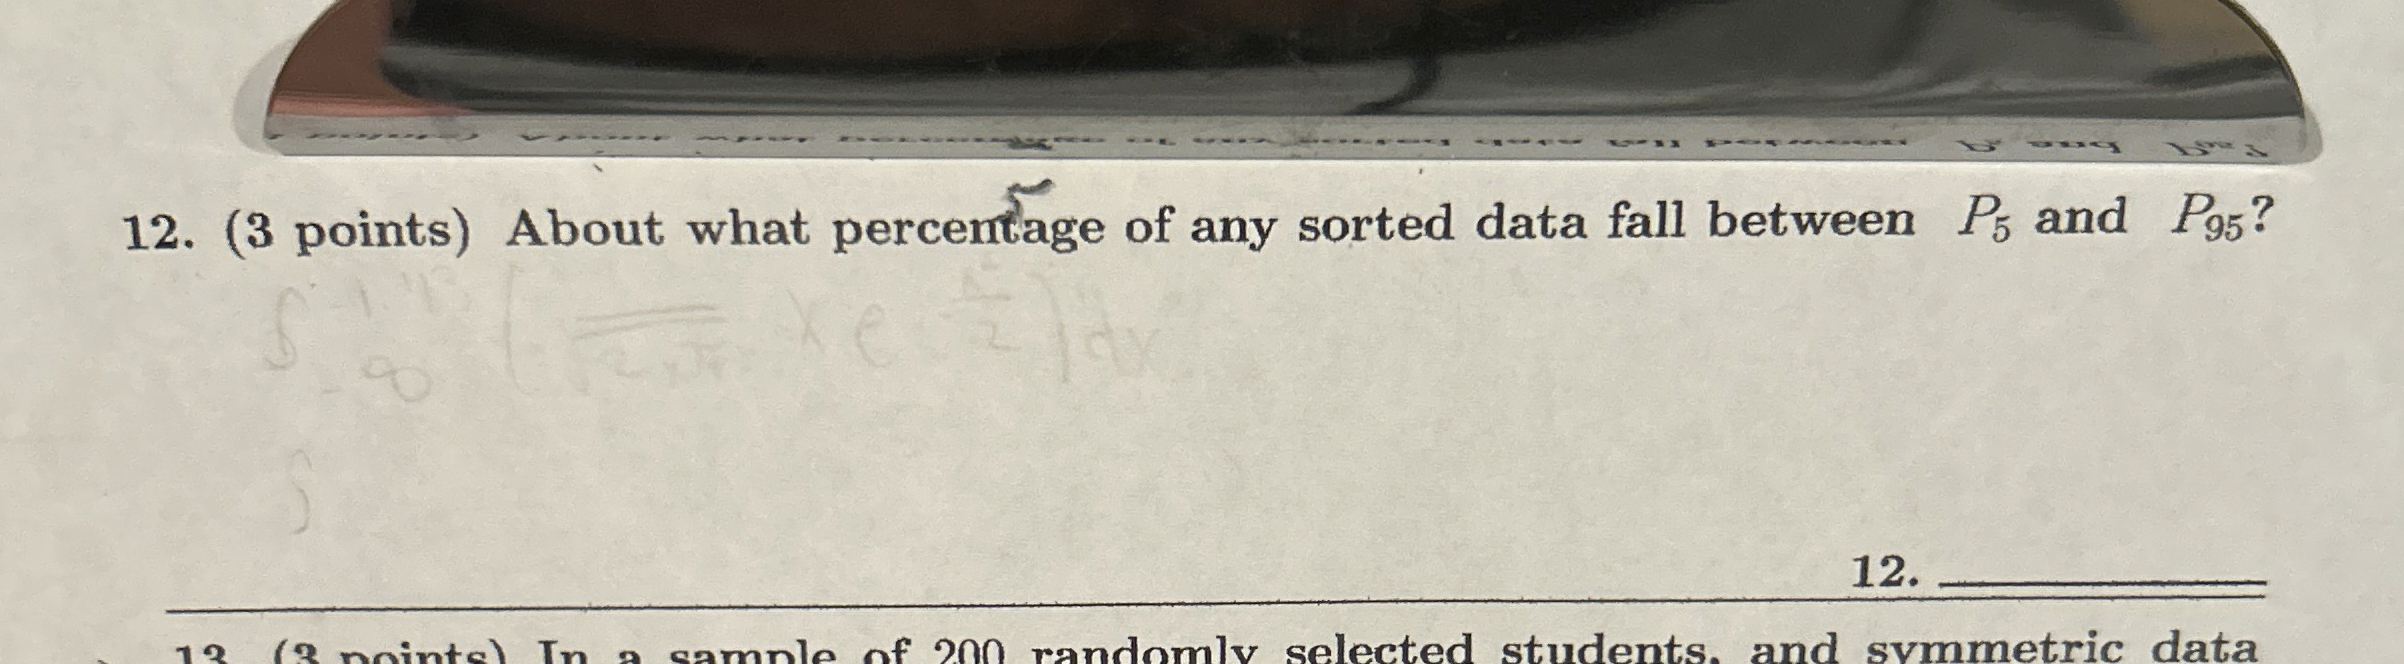 12. (3 points) About what percentage of any sorted data fall between P₅ and P₉₅?
12.
13. (3 points) In a sample of 200 randomly selected students, and symmetric data